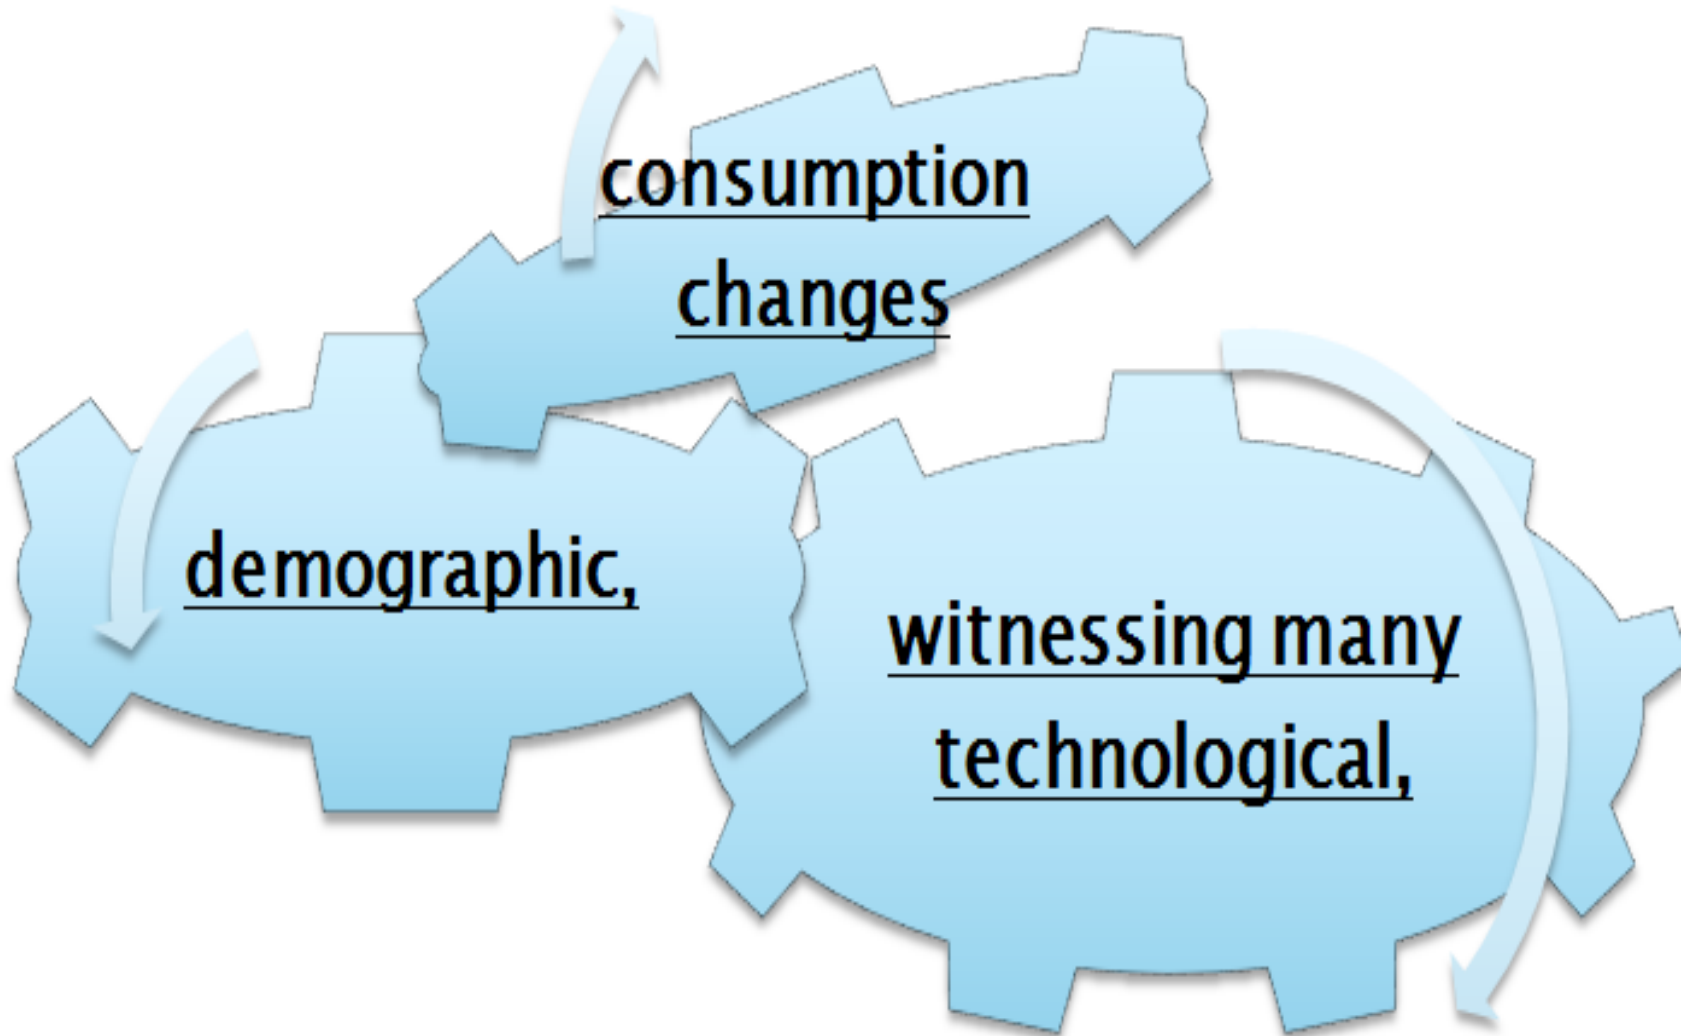 consumption
changes
demographic,
witnessing many
technological,